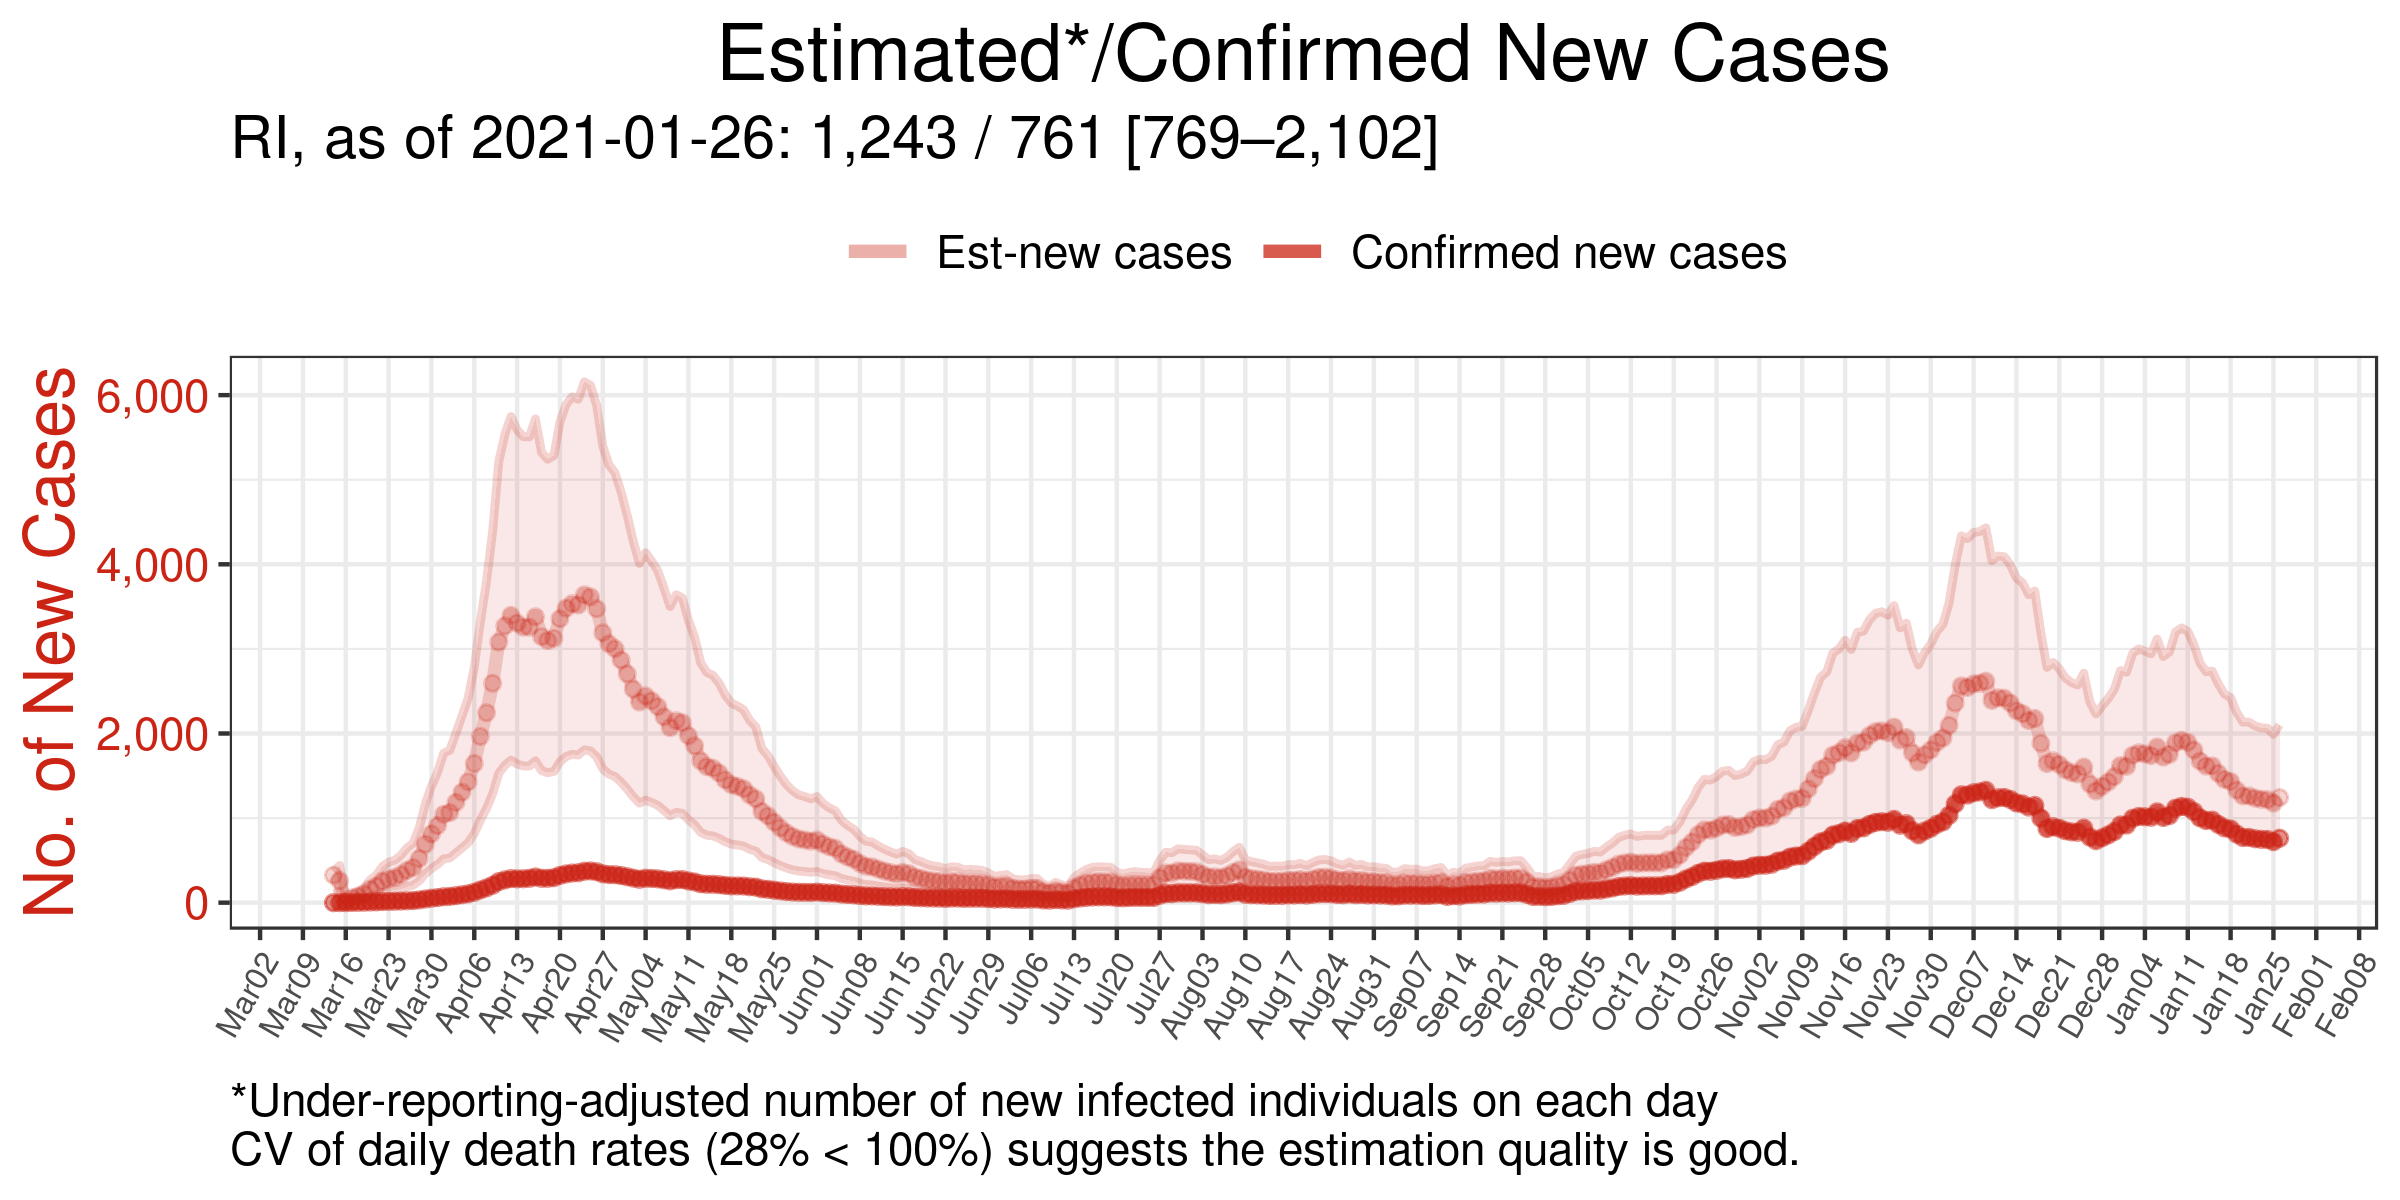 Estimated*/Confirmed New Cases
RI, as of 2021-01-26: 1,243 / 761 [769–2,102]
Est-new cases Confirmed new cases
No. of New Cases
6,000
4,000
2,000
0
Mar02 Mar09 Mar16 Mar23 Mar30 Apr06 Apr13 Apr20 Apr27 May04 May11 May18 May25 Jun01 Jun08 Jun15 Jun22 Jun29 Jul06 Jul13 Jul20 Jul27 Aug03 Aug10 Aug17 Aug24 Aug31 Sep07 Sep14 Sep21 Sep28 Oct05 Oct12 Oct19 Oct26 Nov02 Nov09 Nov16 Nov23 Nov30 Dec07 Dec14 Dec21 Dec28 Jan04 Jan11 Jan18 Jan25 Feb01 Feb08
*Under-reporting-adjusted number of new infected individuals on each day
CV of daily death rates (28% < 100%) suggests the estimation quality is good.